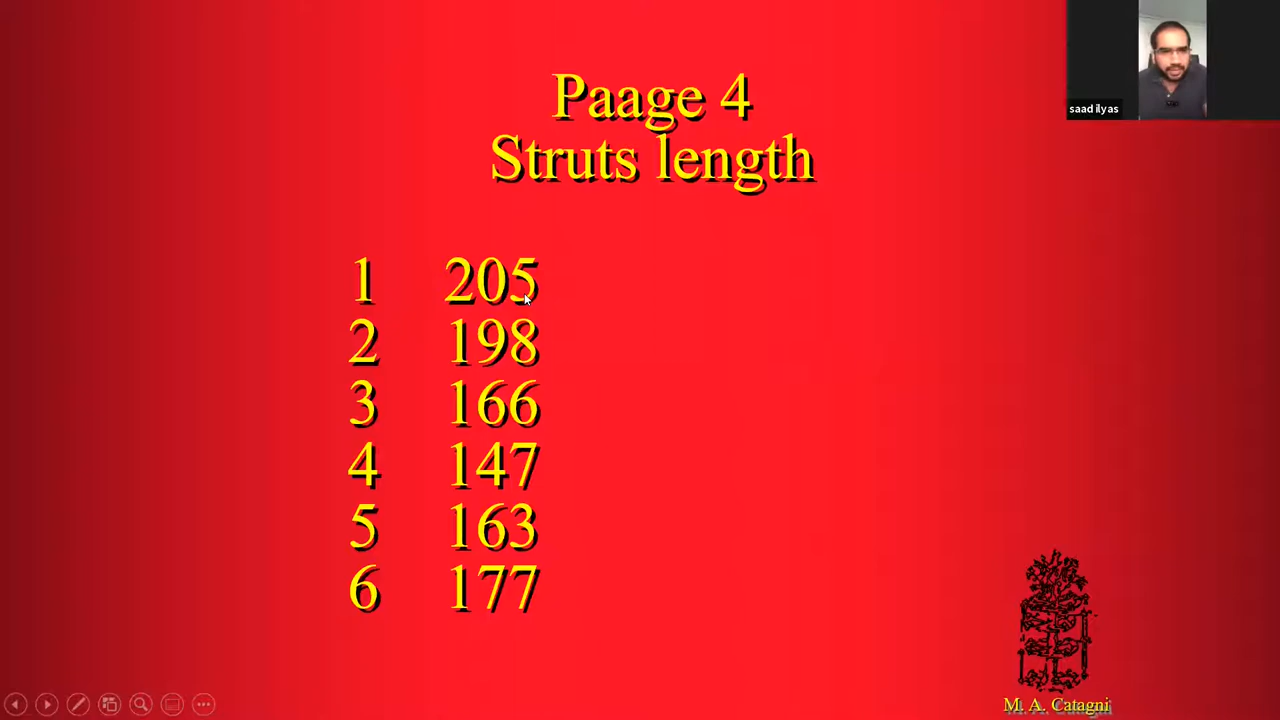 saad ilyas
Paage 4
Struts length
1 205
2 198
3 166
4 147
5 163
6 177
M. A. Catagni